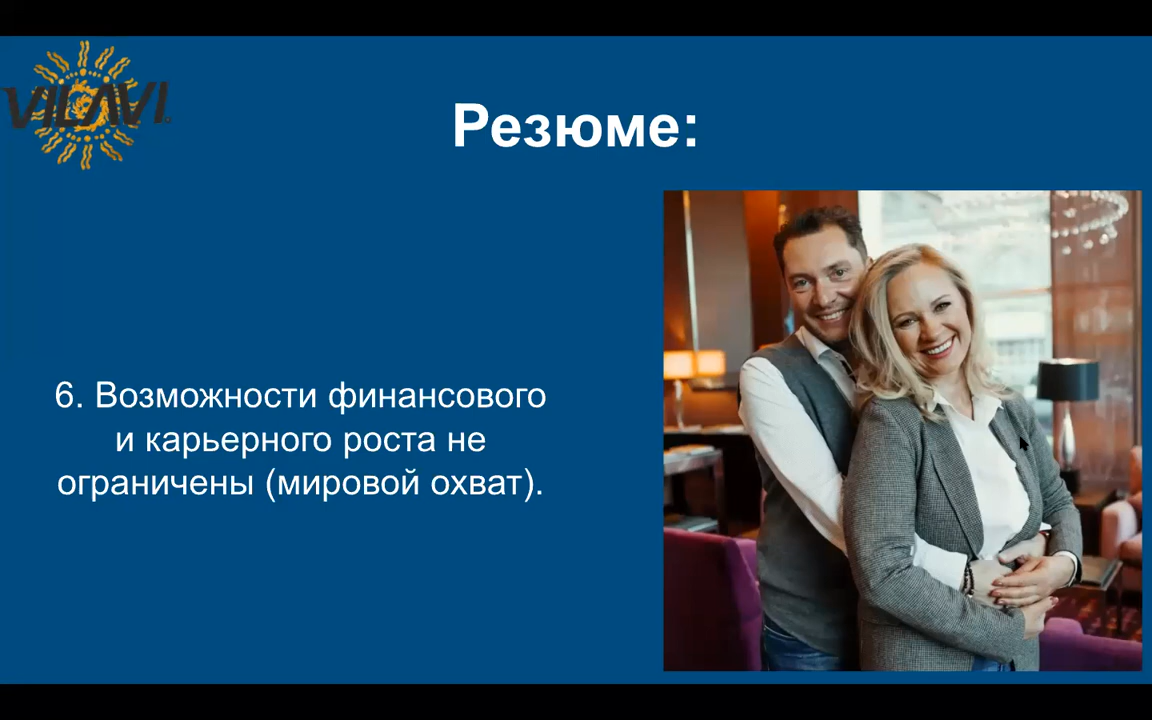 VILAVI
Резюме:
6. Возможности финансового
и карьерного роста не
ограничены (мировой охват).